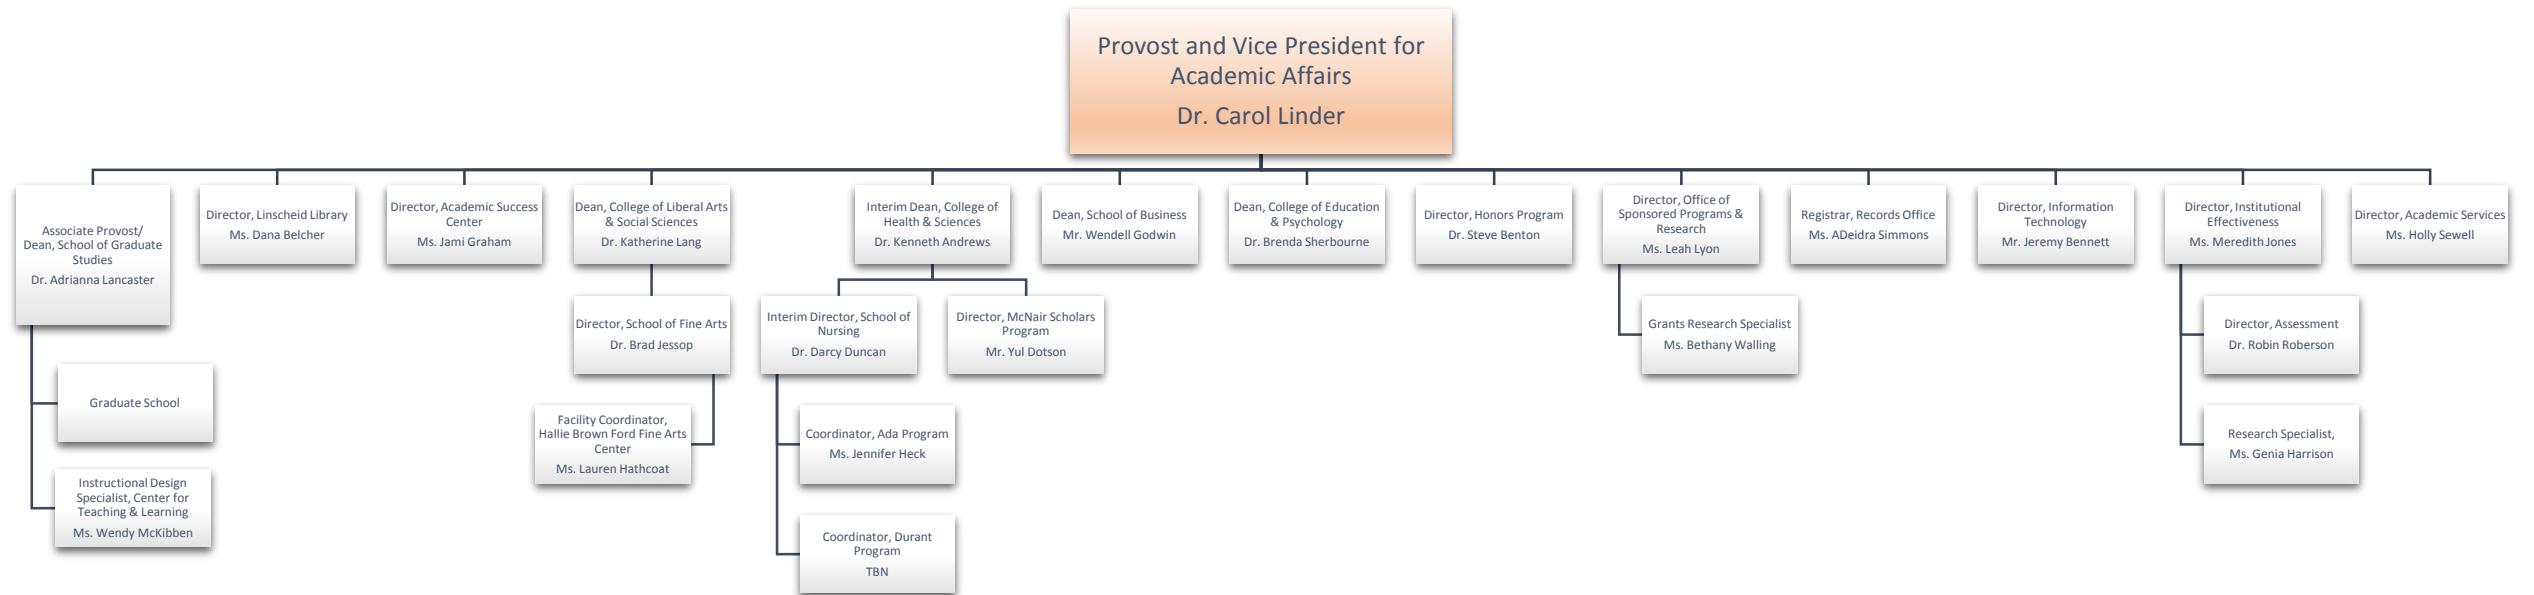 Provost and Vice President for
Academic Affairs
Dr. Carol Linder
Associate Provost/
Dean, School of Graduate
Studies
Dr. Adrianna Lancaster
Director, Linscheid Library
Ms. Dana Belcher
Director, Academic Success
Center
Ms. Jami Graham
Dean, College of Liberal Arts
& Social Sciences
Dr. Katherine Lang
Interim Dean, College of
Health & Sciences
Dr. Kenneth Andrews
Dean, School of Business
Mr. Wendell Godwin
Dean, College of Education
& Psychology
Dr. Brenda Sherbourne
Director, Honors Program
Dr. Steve Benton
Director, Office of
Sponsored Programs &
Research
Ms. Leah Lyon
Registrar, Records Office
Ms. ADeidra Simmons
Director, Information
Technology
Mr. Jeremy Bennett
Director, Institutional
Effectiveness
Ms. Meredith Jones
Director, Academic Services
Ms. Holly Sewell
Director, School of Fine Arts
Dr. Brad Jessop
Interim Director, School of
Nursing
Dr. Darcy Duncan
Director, McNair Scholars
Program
Mr. Yul Dotson
Grants Research Specialist
Ms. Bethany Walling
Director, Assessment
Dr. Robin Roberson
Graduate School
Facility Coordinator,
Hallie Brown Ford Fine Arts
Center
Ms. Lauren Hathcoat
Coordinator, Ada Program
Ms. Jennifer Heck
Research Specialist,
Ms. Genia Harrison
Instructional Design
Specialist, Center for
Teaching & Learning
Ms. Wendy McKibben
Coordinator, Durant
Program
TBN